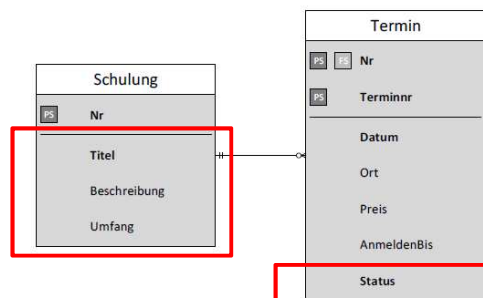 Schulung
PS Nr
Titel
Beschreibung
Umfang
Termin
PS FS Nr
PS Terminnr
Datum
Ort
Preis
AnmeldenBis
Status